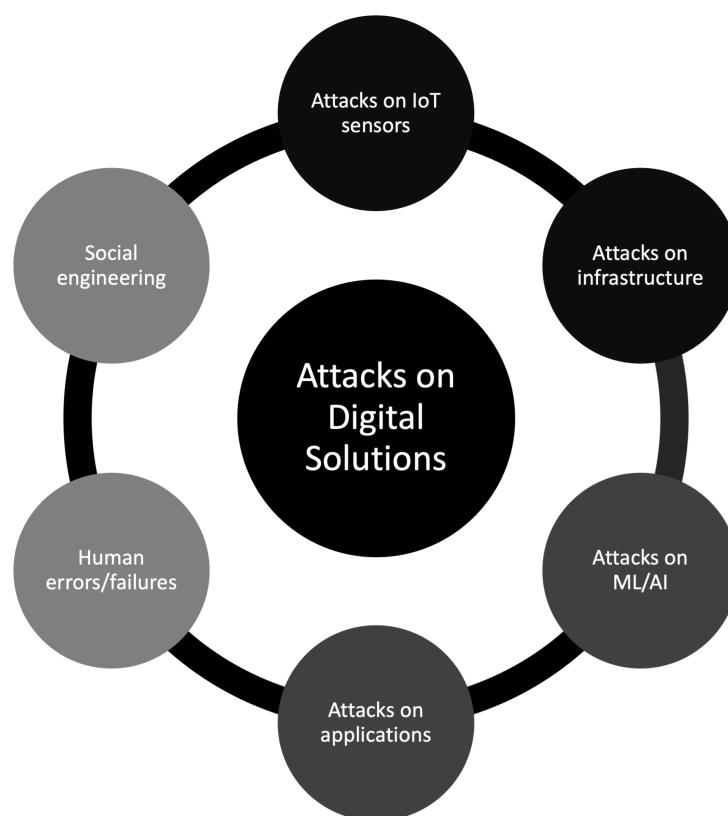 Attacks on IoT
sensors
Attacks on
infrastructure
Attacks on
ML/AI
Attacks on
applications
Human
errors/failures
Social
engineering
Attacks on
Digital
Solutions